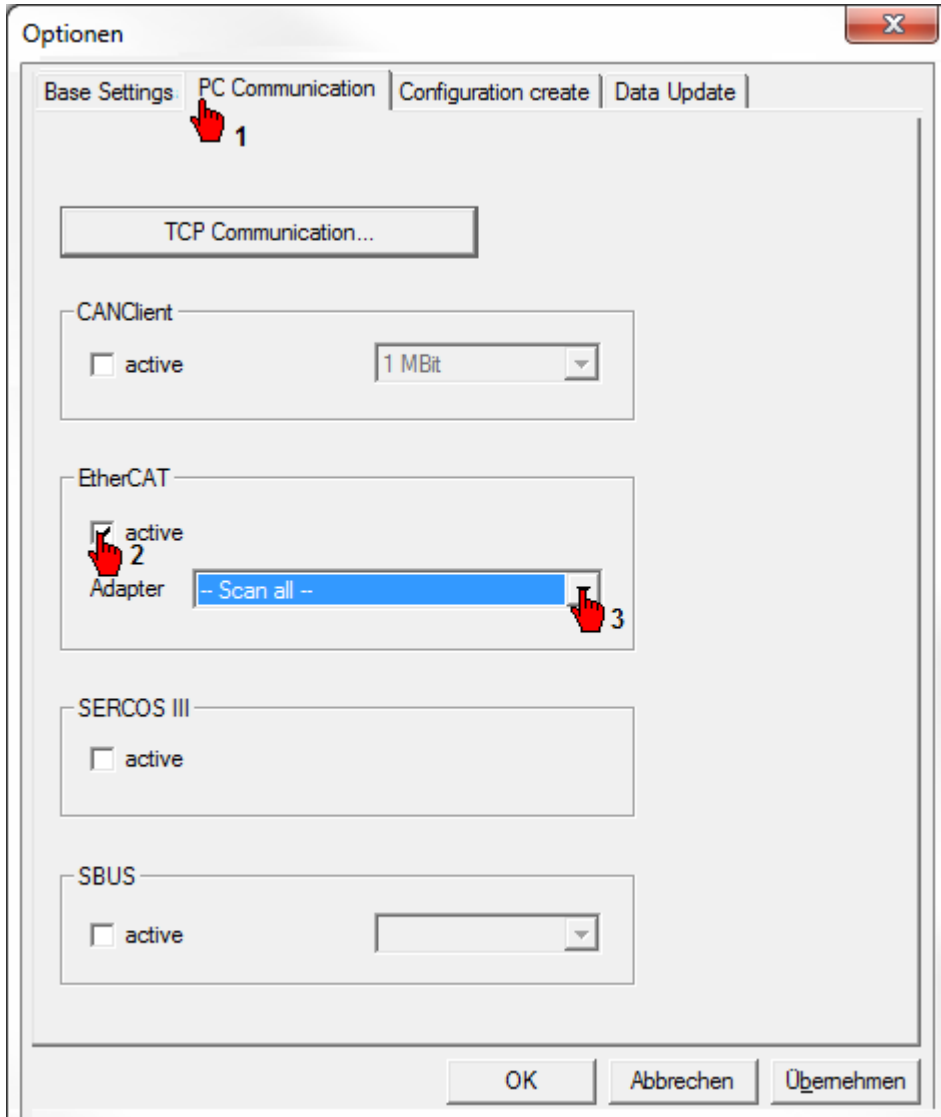 Optionen
Base Settings PC Communication Configuration create Data Update
1
TCP Communication...
CANClient
active 1 MBit
EtherCAT
active
2
Adapter -- Scan all --
3
SERCOS III
active
SBUS
active
OK Abbrechen Übernehmen